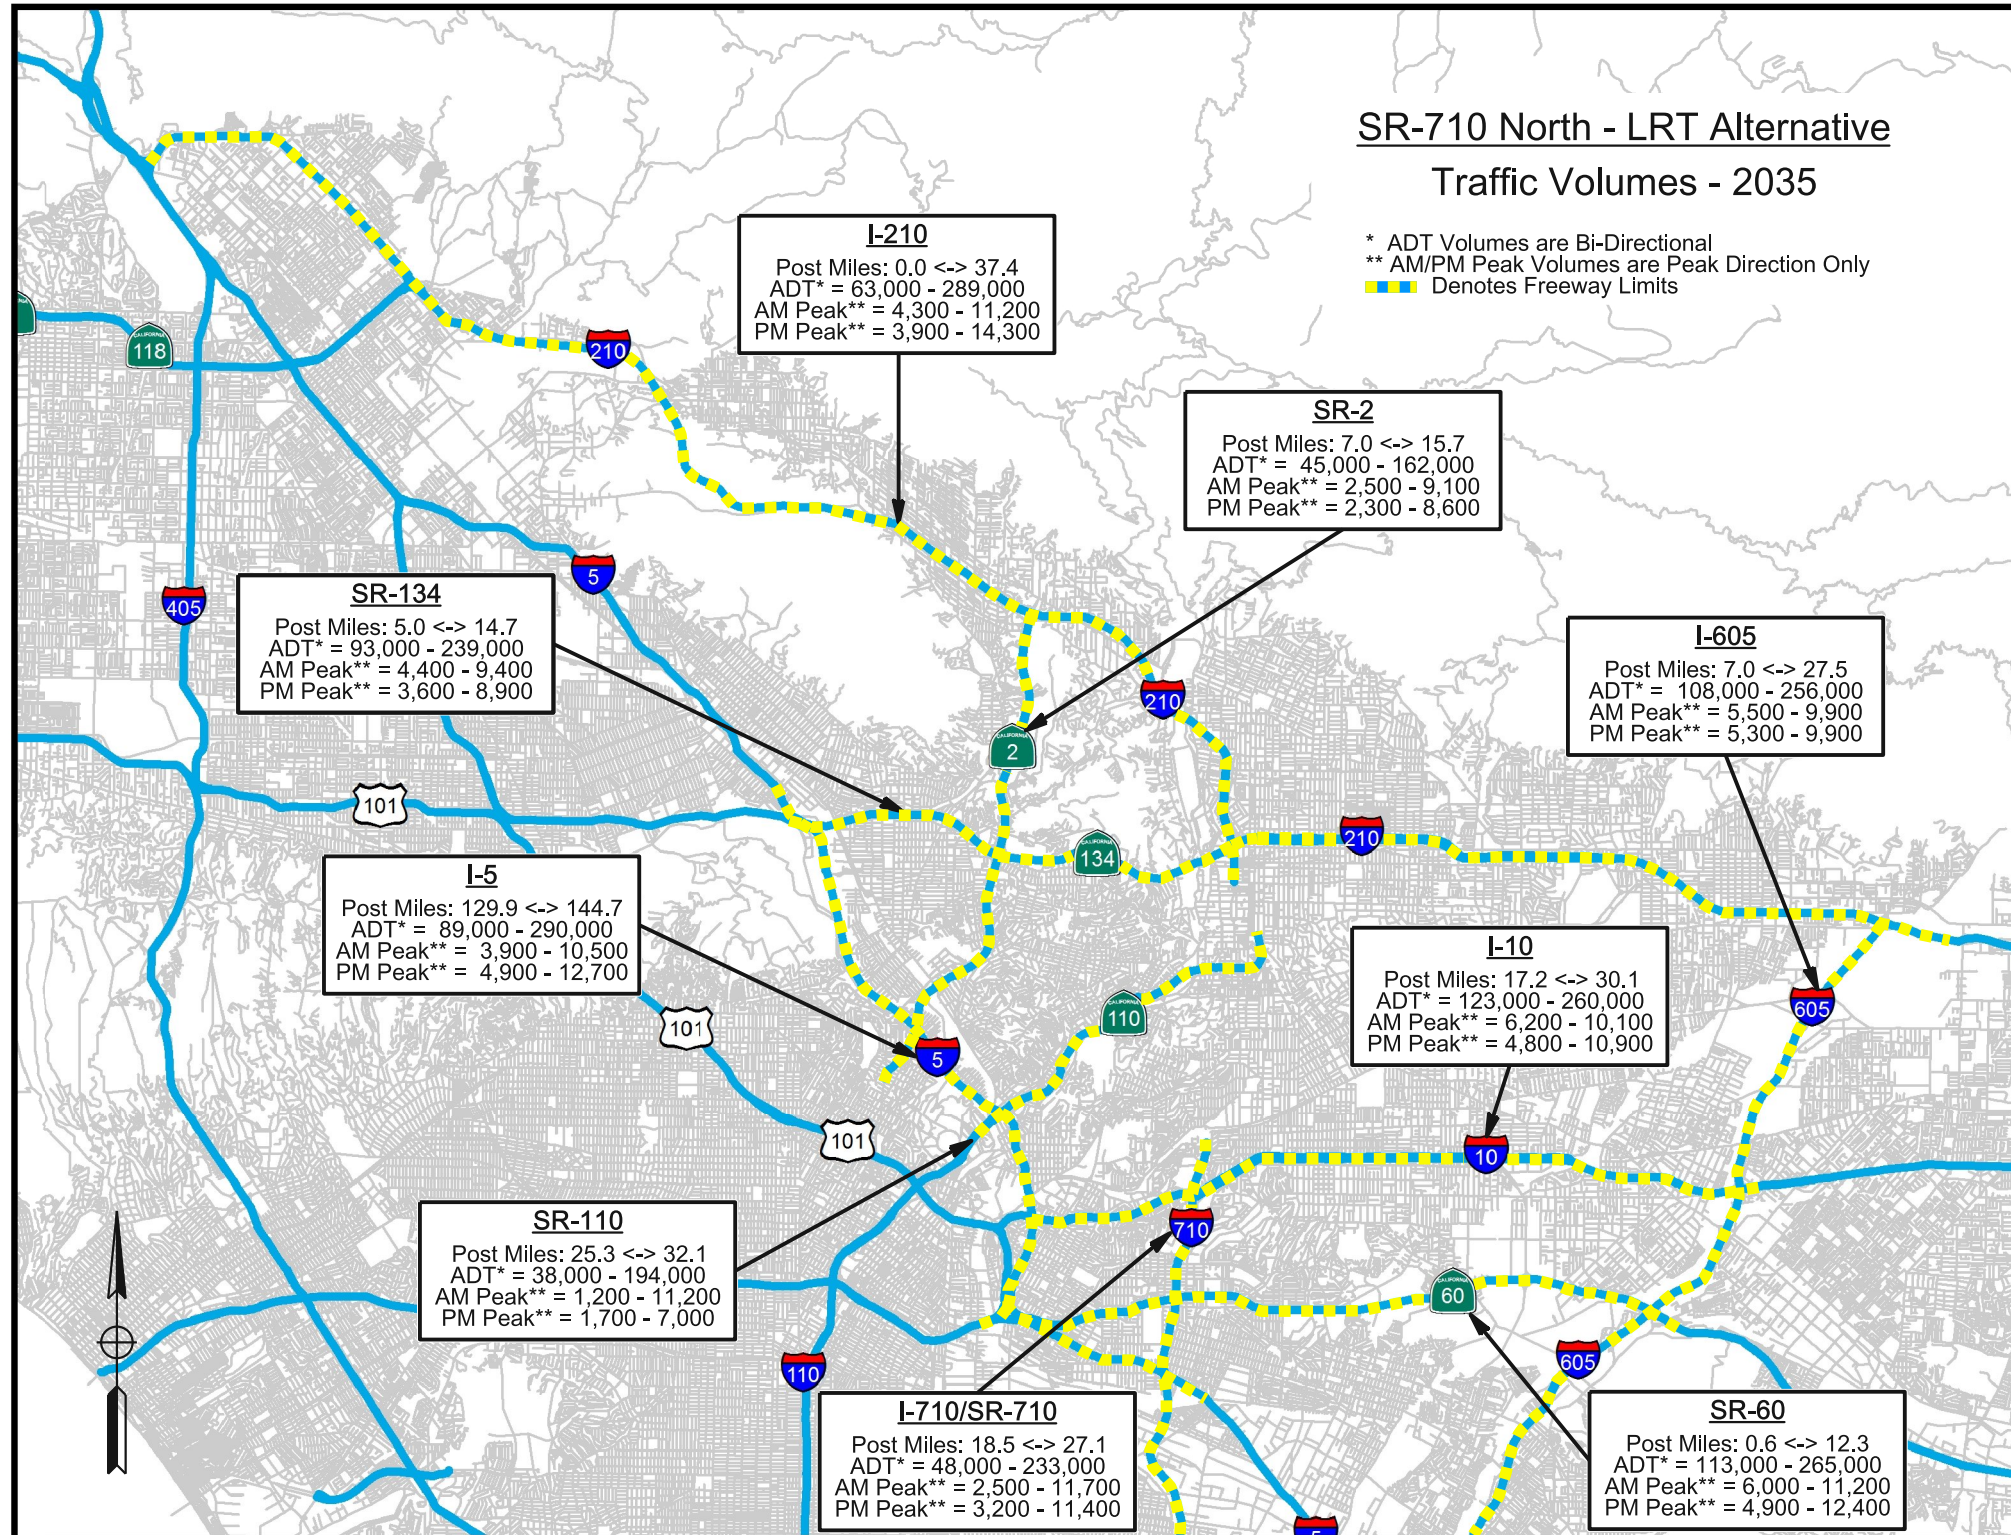 SR-710 North - LRT Alternative
Traffic Volumes - 2035
* ADT Volumes are Bi-Directional
** AM/PM Peak Volumes are Peak Direction Only
Denotes Freeway Limits
I-210
Post Miles: 0.0 <-> 37.4
ADT* = 63,000 - 289,000
AM Peak** = 4,300 - 11,200
PM Peak** = 3,900 - 14,300
CALIFORNIA
118
210
SR-2
Post Miles: 7.0 <-> 15.7
ADT* = 45,000 - 162,000
AM Peak** = 2,500 - 9,100
PM Peak** = 2,300 - 8,600
5
405
SR-134
Post Miles: 5.0 <-> 14.7
ADT* = 93,000 - 239,000
AM Peak** = 4,400 - 9,400
PM Peak** = 3,600 - 8,900
I-605
Post Miles: 7.0 <-> 27.5
ADT* = 108,000 - 256,000
AM Peak** = 5,500 - 9,900
PM Peak** = 5,300 - 9,900
210
CALIFORNIA
2
101
210
CALIFORNIA
134
I-5
Post Miles: 129.9 <-> 144.7
ADT* = 89,000 - 290,000
AM Peak** = 3,900 - 10,500
PM Peak** = 4,900 - 12,700
I-10
Post Miles: 17.2 <-> 30.1
ADT* = 123,000 - 260,000
AM Peak** = 6,200 - 10,100
PM Peak** = 4,800 - 10,900
605
CALIFORNIA
110
101
5
101
10
SR-110
Post Miles: 25.3 <-> 32.1
ADT* = 38,000 - 194,000
AM Peak** = 1,200 - 11,200
PM Peak** = 1,700 - 7,000
710
CALIFORNIA
60
605
110
I-710/SR-710
Post Miles: 18.5 <-> 27.1
ADT* = 48,000 - 233,000
AM Peak** = 2,500 - 11,700
PM Peak** = 3,200 - 11,400
SR-60
Post Miles: 0.6 <-> 12.3
ADT* = 113,000 - 265,000
AM Peak** = 6,000 - 11,200
PM Peak** = 4,900 - 12,400
5